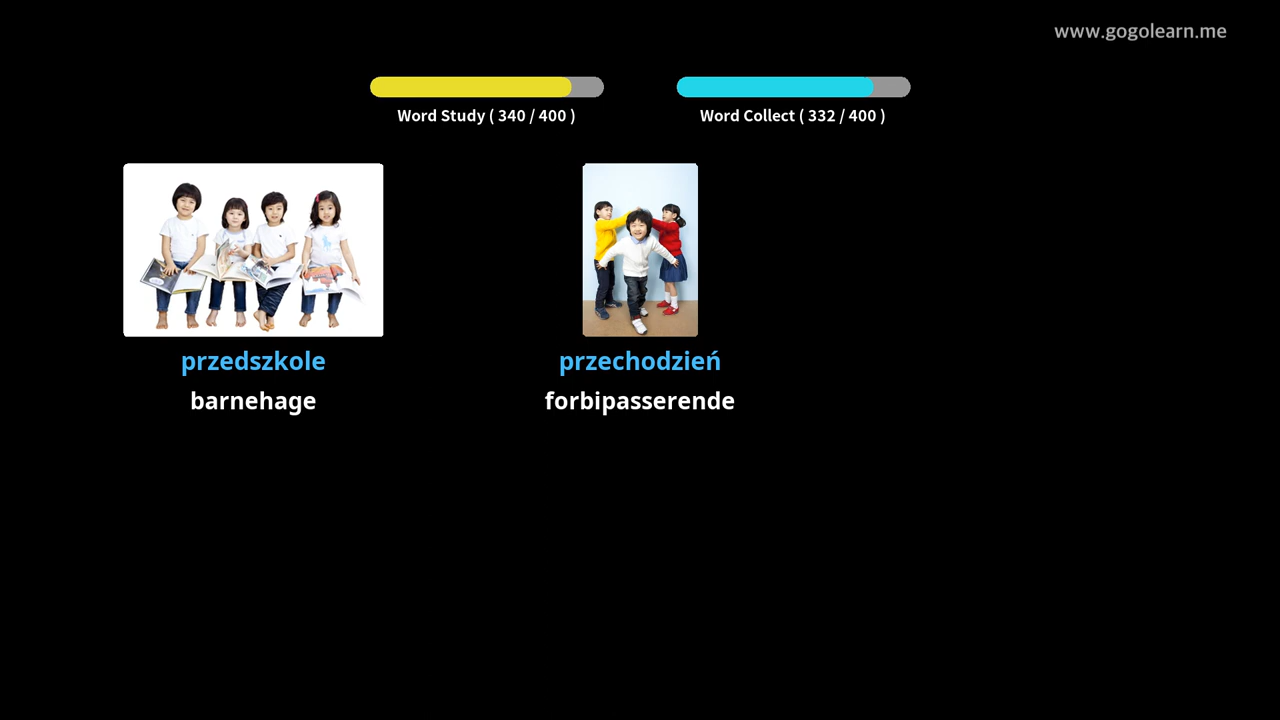 www.gogolearn.me
Word Study ( 340 / 400 )
Word Collect ( 332 / 400 )
przedszkole
barnehage
przechodzień
forbipasserende